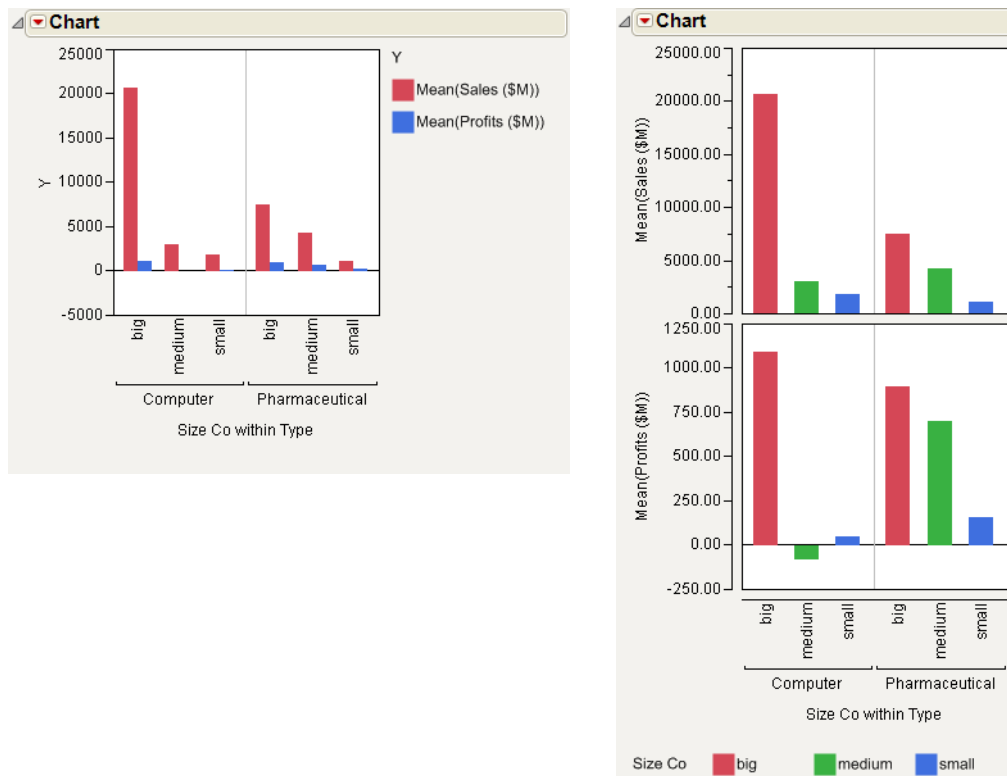 Chart
Y
Mean(Sales ($M))
Mean(Profits ($M))
25000
20000
15000
10000
5000
0
-5000
Y
big
medium
small
big
medium
small
Computer
Pharmaceutical
Size Co within Type
Chart
25000.00
20000.00
15000.00
10000.00
5000.00
0.00
Mean(Sales ($M))
1250.00
1000.00
750.00
500.00
250.00
0.00
-250.00
Mean(Profits ($M))
big
medium
small
big
medium
small
Computer
Pharmaceutical
Size Co within Type
Size Co big medium small